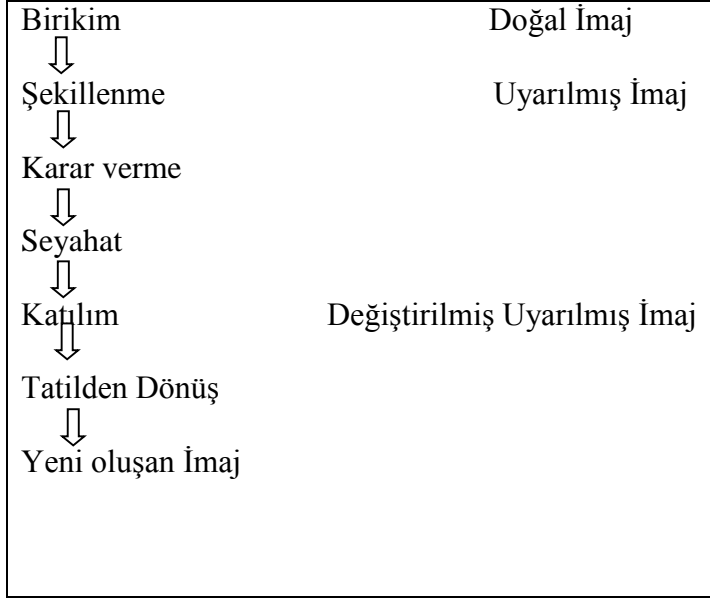 Birikim Doğal İmaj
Şekillenme Uyarılmış İmaj
Karar verme
Seyahat
Katılım Değiştirilmiş Uyarılmış İmaj
Tatilden Dönüş
Yeni oluşan İmaj